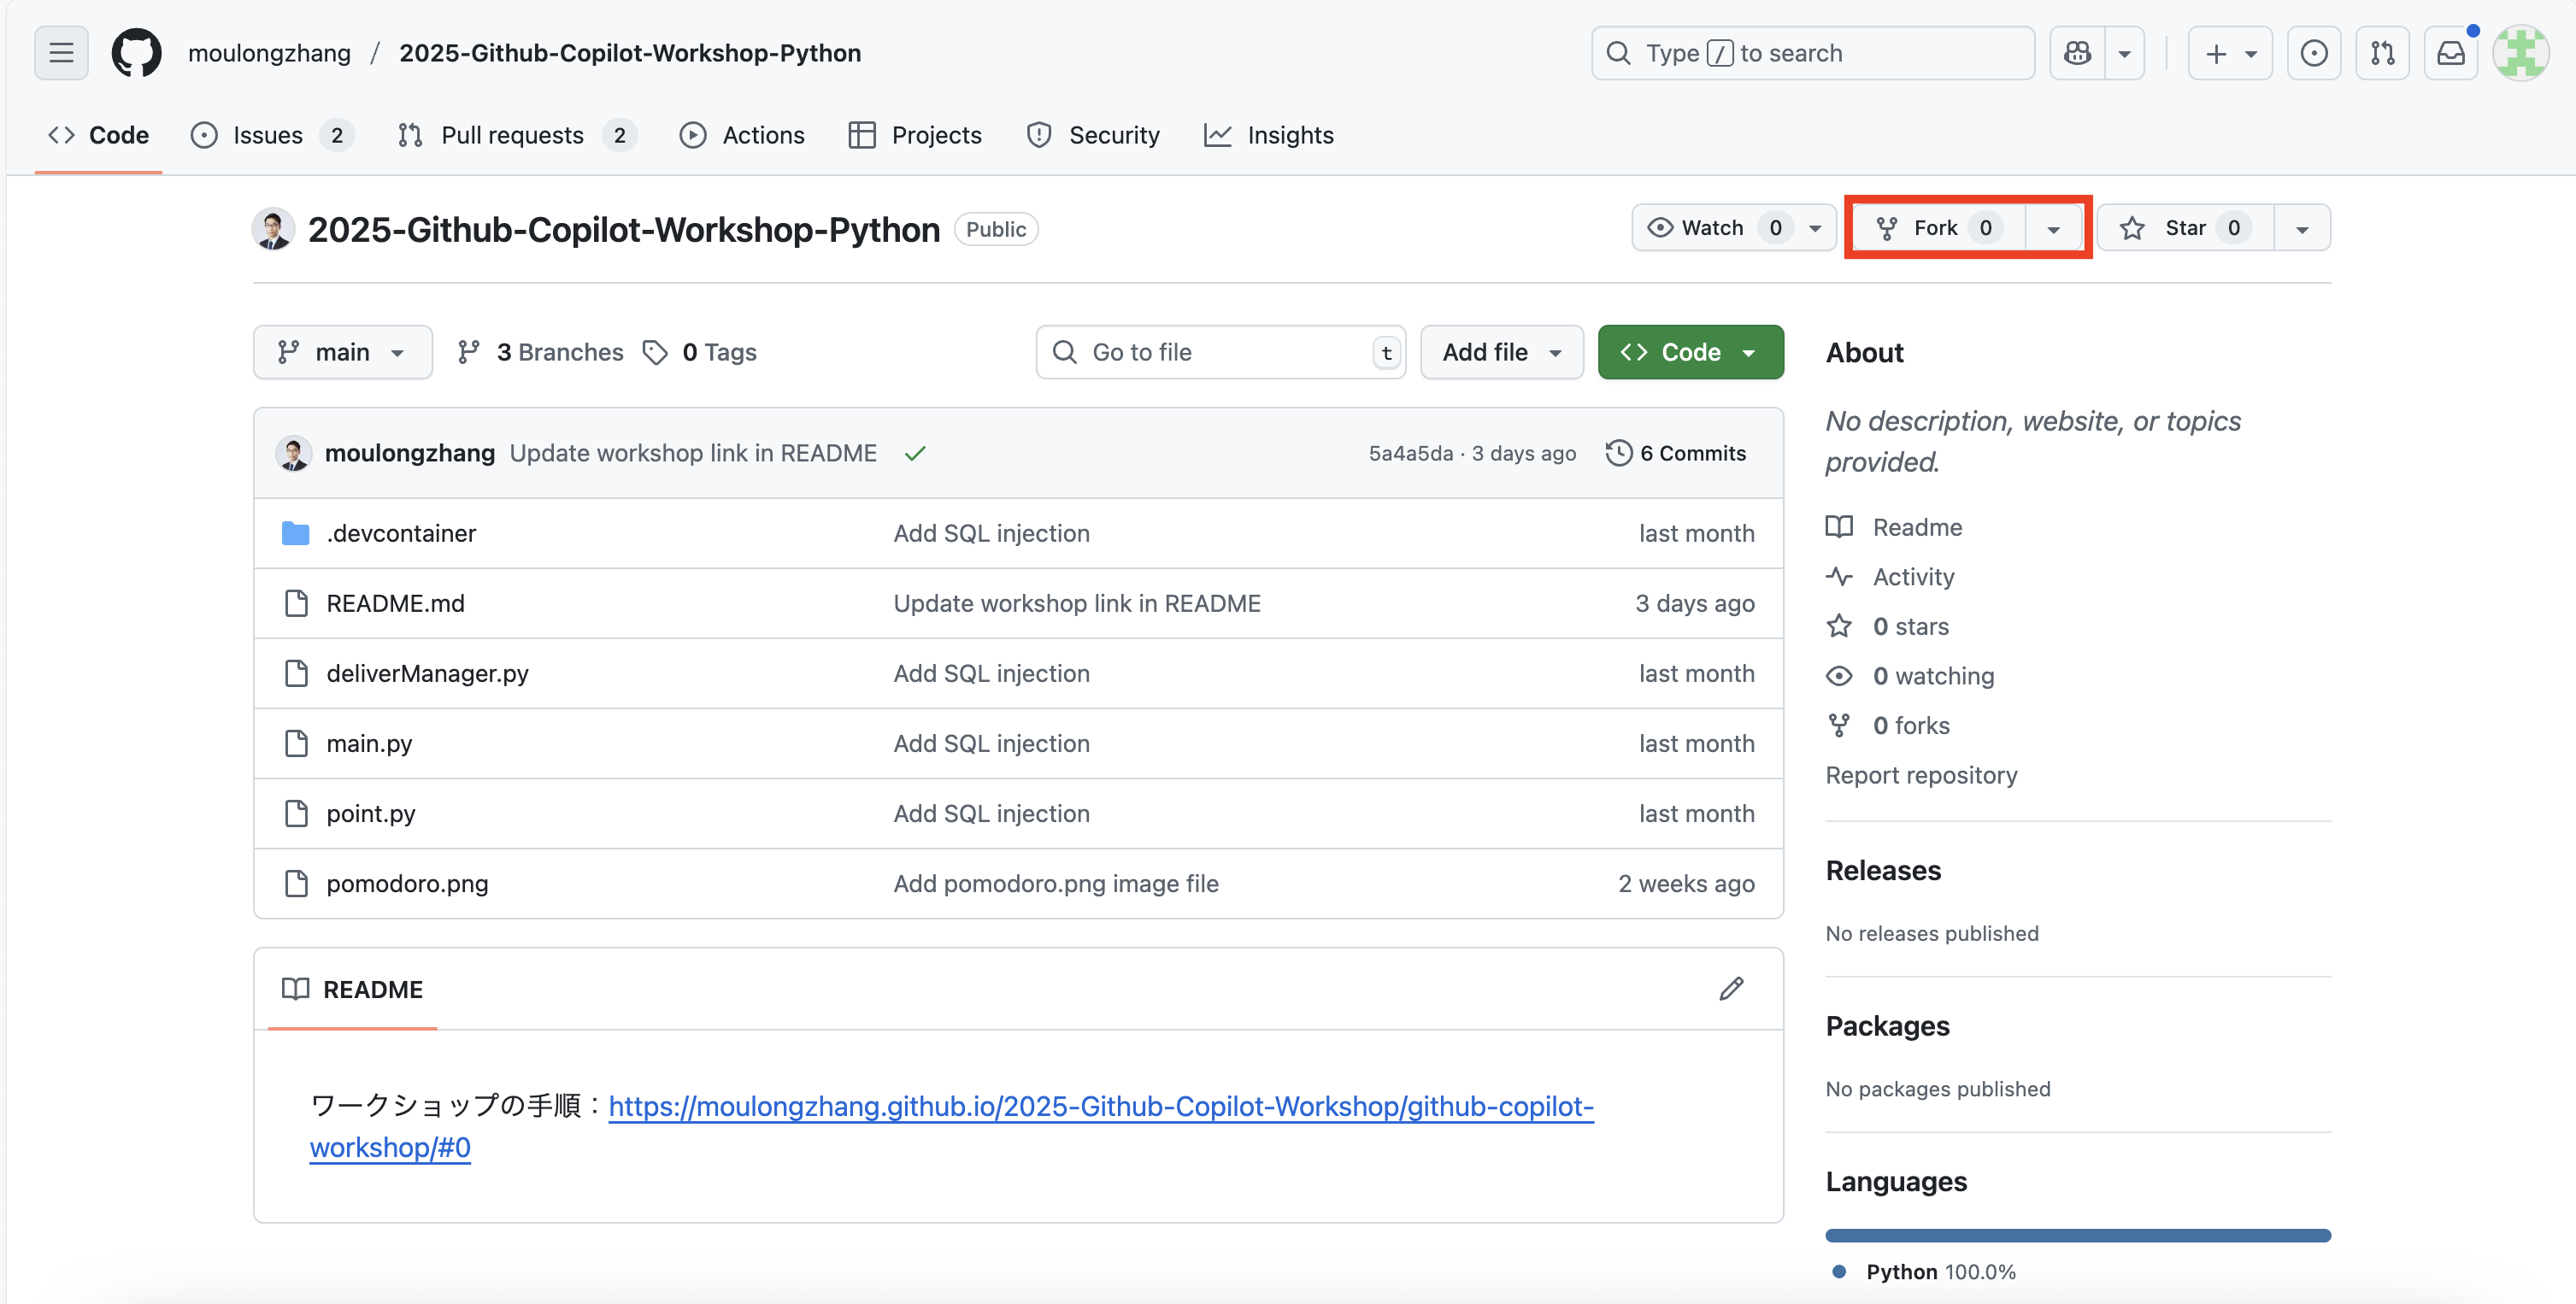 moulongzhang / 2025-Github-Copilot-Workshop-Python
Type / to search
Code
Issues 2
Pull requests 2
Actions
Projects
Security
Insights
2025-Github-Copilot-Workshop-Python Public
Watch 0
Fork 0
Star 0
main
3 Branches
0 Tags
Go to file t
Add file
Code
moulongzhang Update workshop link in README 5a4a5da · 3 days ago 6 Commits
.devcontainer Add SQL injection last month
README.md Update workshop link in README 3 days ago
deliverManager.py Add SQL injection last month
main.py Add SQL injection last month
point.py Add SQL injection last month
pomodoro.png Add pomodoro.png image file 2 weeks ago
README
ワークショップの手順：https://moulongzhang.github.io/2025-Github-Copilot-Workshop/github-copilot-
workshop/#0
About
No description, website, or topics
provided.
Readme
Activity
0 stars
0 watching
0 forks
Report repository
Releases
No releases published
Packages
No packages published
Languages
Python 100.0%